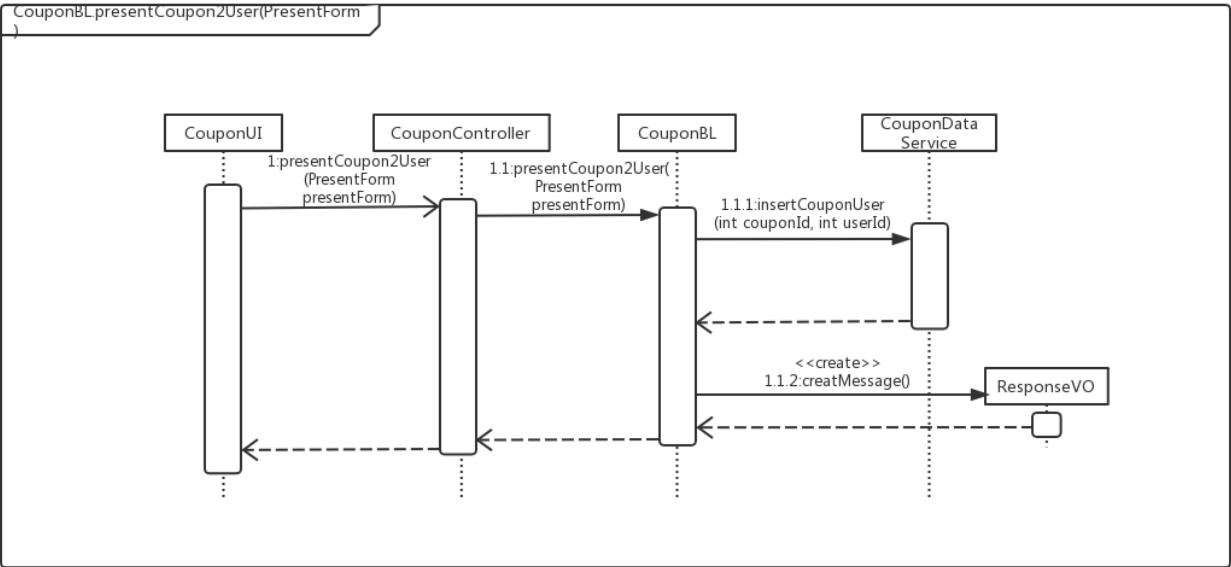 CouponBL.presentCoupon2User(PresentForm
)
CouponUI
CouponController
CouponBL
CouponData
Service
1:presentCoupon2User
(PresentForm
presentForm)
1.1:presentCoupon2User(
PresentForm
presentForm)
1.1.1:insertCouponUser
(int couponId, int userId)
<<create>>
1.1.2:creatMessage()
ResponseVO